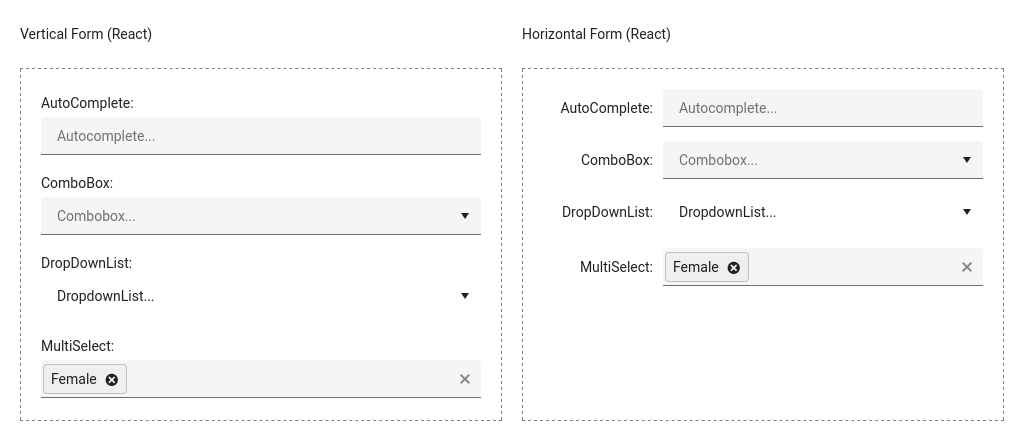 Vertical Form (React)
AutoComplete:
Autocomplete...
ComboBox:
Combobox...
DropDownList:
DropdownList...
MultiSelect:
Female
Horizontal Form (React)
AutoComplete: Autocomplete...
ComboBox: Combobox...
DropDownList: DropdownList...
MultiSelect: Female